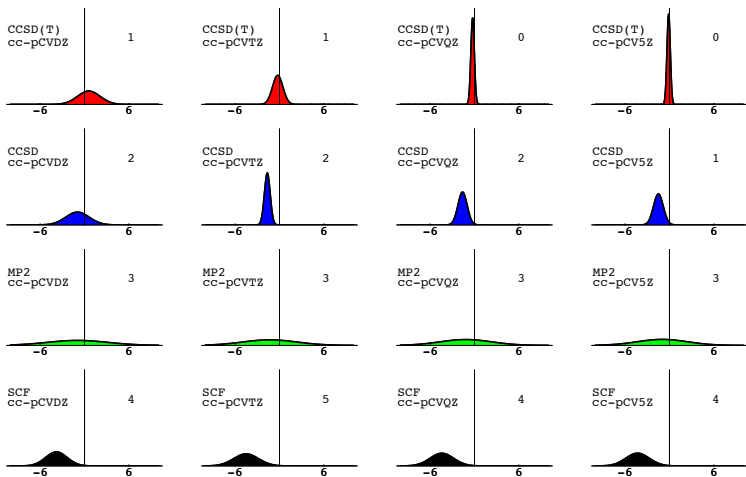 CCSD(T)
cc-pCVDZ
1
-6 6
CCSD(T)
cc-pCVTZ
1
-6 6
CCSD(T)
cc-pCVQZ
0
-6 6
CCSD(T)
cc-pCV5Z
0
-6 6
CCSD
cc-pCVDZ
2
-6 6
CCSD
cc-pCVTZ
2
-6 6
CCSD
cc-pCVQZ
2
-6 6
CCSD
cc-pCV5Z
1
-6 6
MP2
cc-pCVDZ
3
-6 6
MP2
cc-pCVTZ
3
-6 6
MP2
cc-pCVQZ
3
-6 6
MP2
cc-pCV5Z
3
-6 6
SCF
cc-pCVDZ
4
-6 6
SCF
cc-pCVTZ
5
-6 6
SCF
cc-pCVQZ
4
-6 6
SCF
cc-pCV5Z
4
-6 6